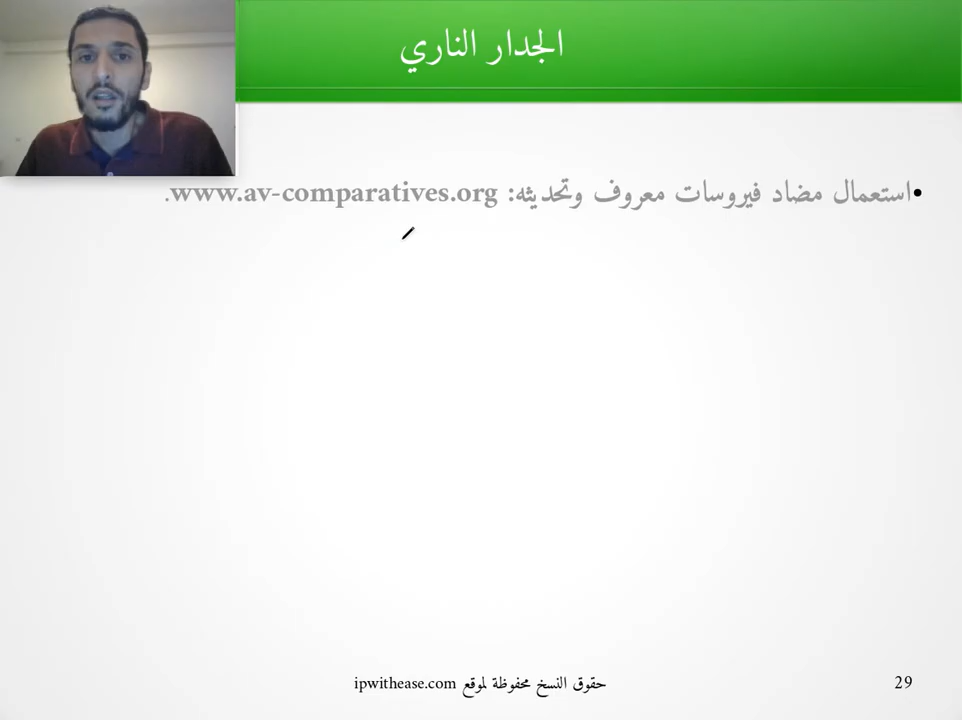 الجدار الناري
•استعمال مضاد فيروسات معروف وتحديثه: www.av-comparatives.org.
حقوق النسخ محفوظة لموقع ipwithease.com
29